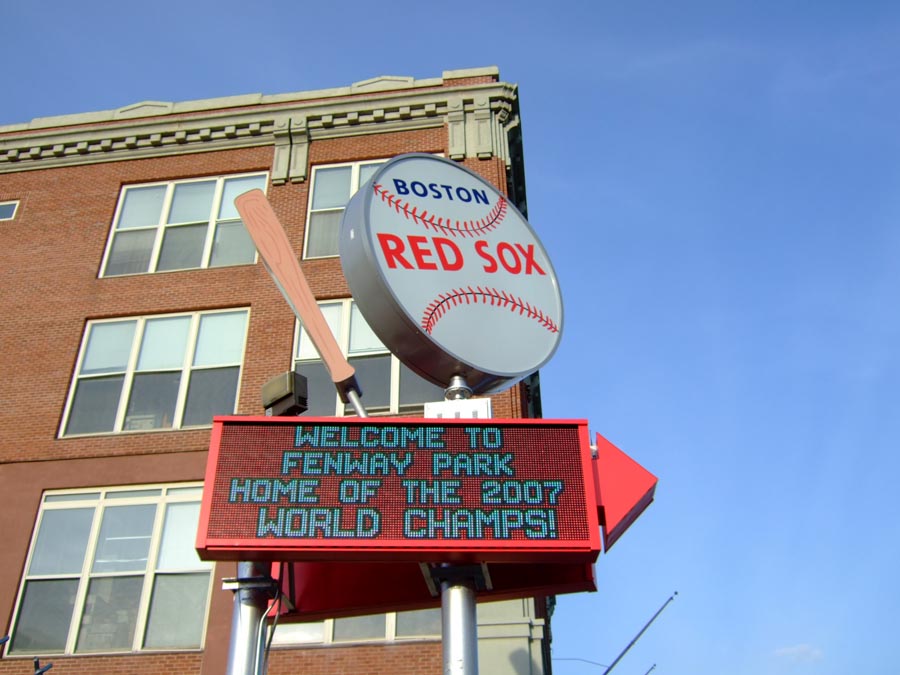 BOSTON
RED SOX
WELCOME TO
FENWAY PARK
HOME OF THE 2007
WORLD CHAMPS!